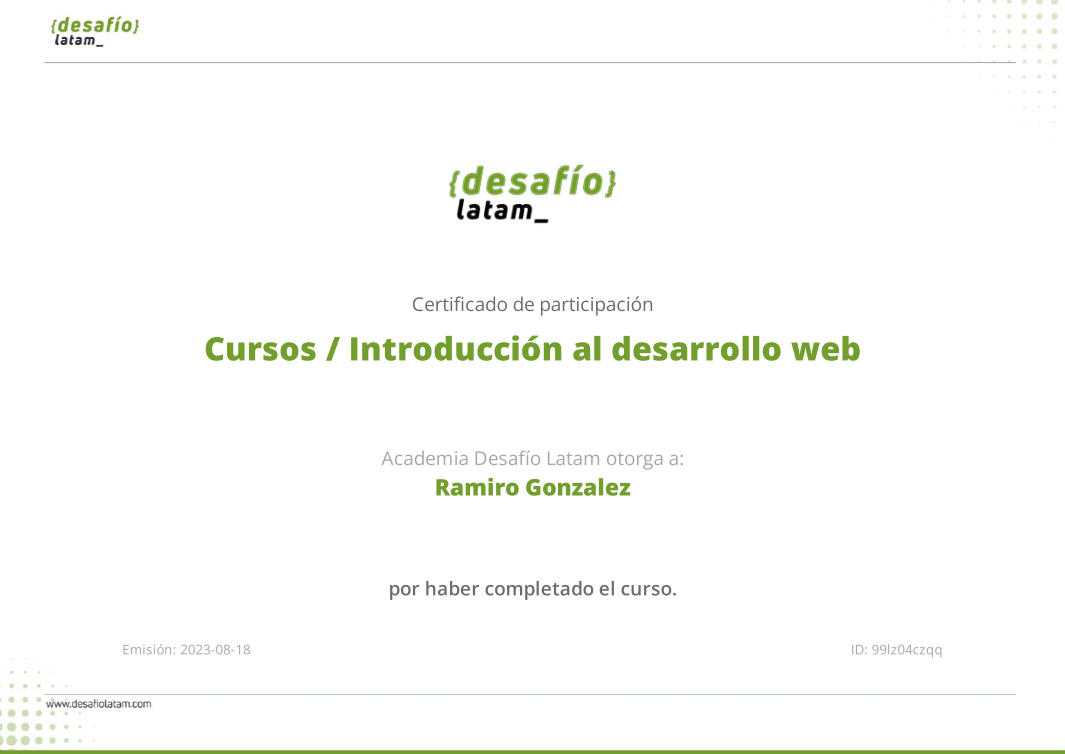 {desafío}
latam_
{desafío}
latam_
Certificado de participación
Cursos / Introducción al desarrollo web
Academia Desafío Latam otorga a:
Ramiro Gonzalez
por haber completado el curso.
Emisión: 2023-08-18
ID: 99lz04czqq
www.desafiolatam.com